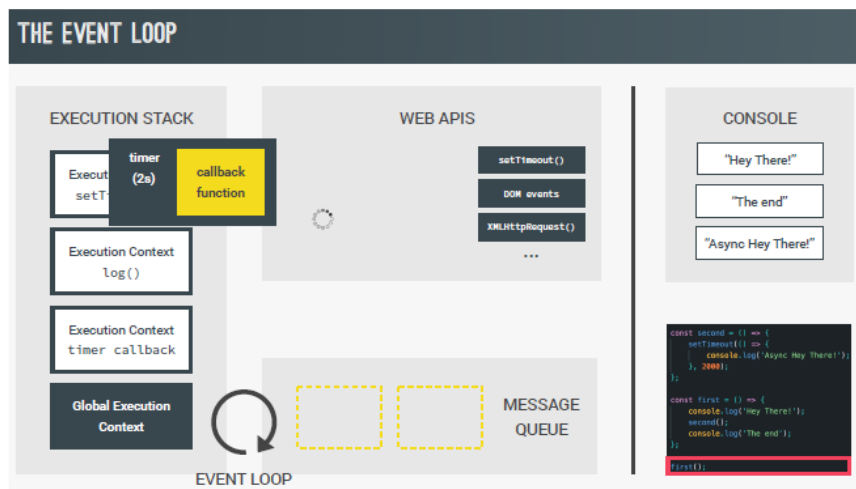 THE EVENT LOOP
EXECUTION STACK
Execut
setTi
timer
(2s)
callback
function
Execution Context
log()
Execution Context
timer callback
Global Execution
Context
WEB APIS
setTimeout()
DOM events
XMLHttpRequest()
...
EVENT LOOP
MESSAGE
QUEUE
CONSOLE
"Hey There!"
"The end"
"Async Hey There!"
const second = () => {
setTimeout(() => {
console.log('Async Hey There!');
}, 2000);
};
const first = () => {
console.log('Hey There!');
second();
console.log('The end');
};
first();